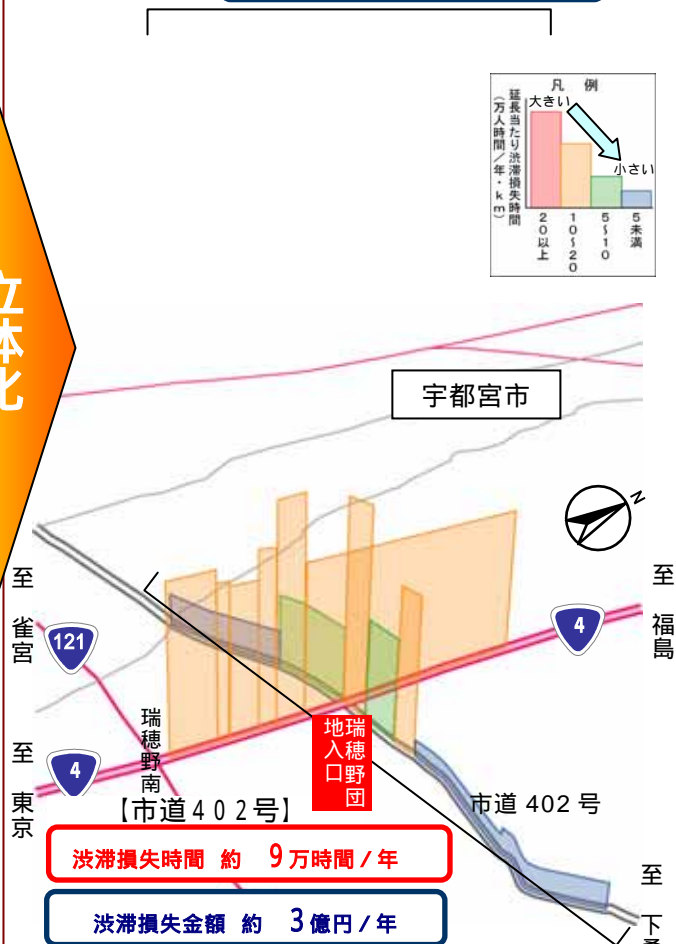 立体化
凡 例
延長当たり渋滞損失時間
(万人時間/年・km)
大きい
小さい
20以上
10~20
5~10
5未満
宇都宮市
N
至 雀宮
121
至 福島
4
瑞穂野南
4
至 東京
瑞穂野団
地入口
【市道402号】
市道 402 号
渋滞損失時間 約 9万時間/年
渋滞損失金額 約 3億円/年
至 下